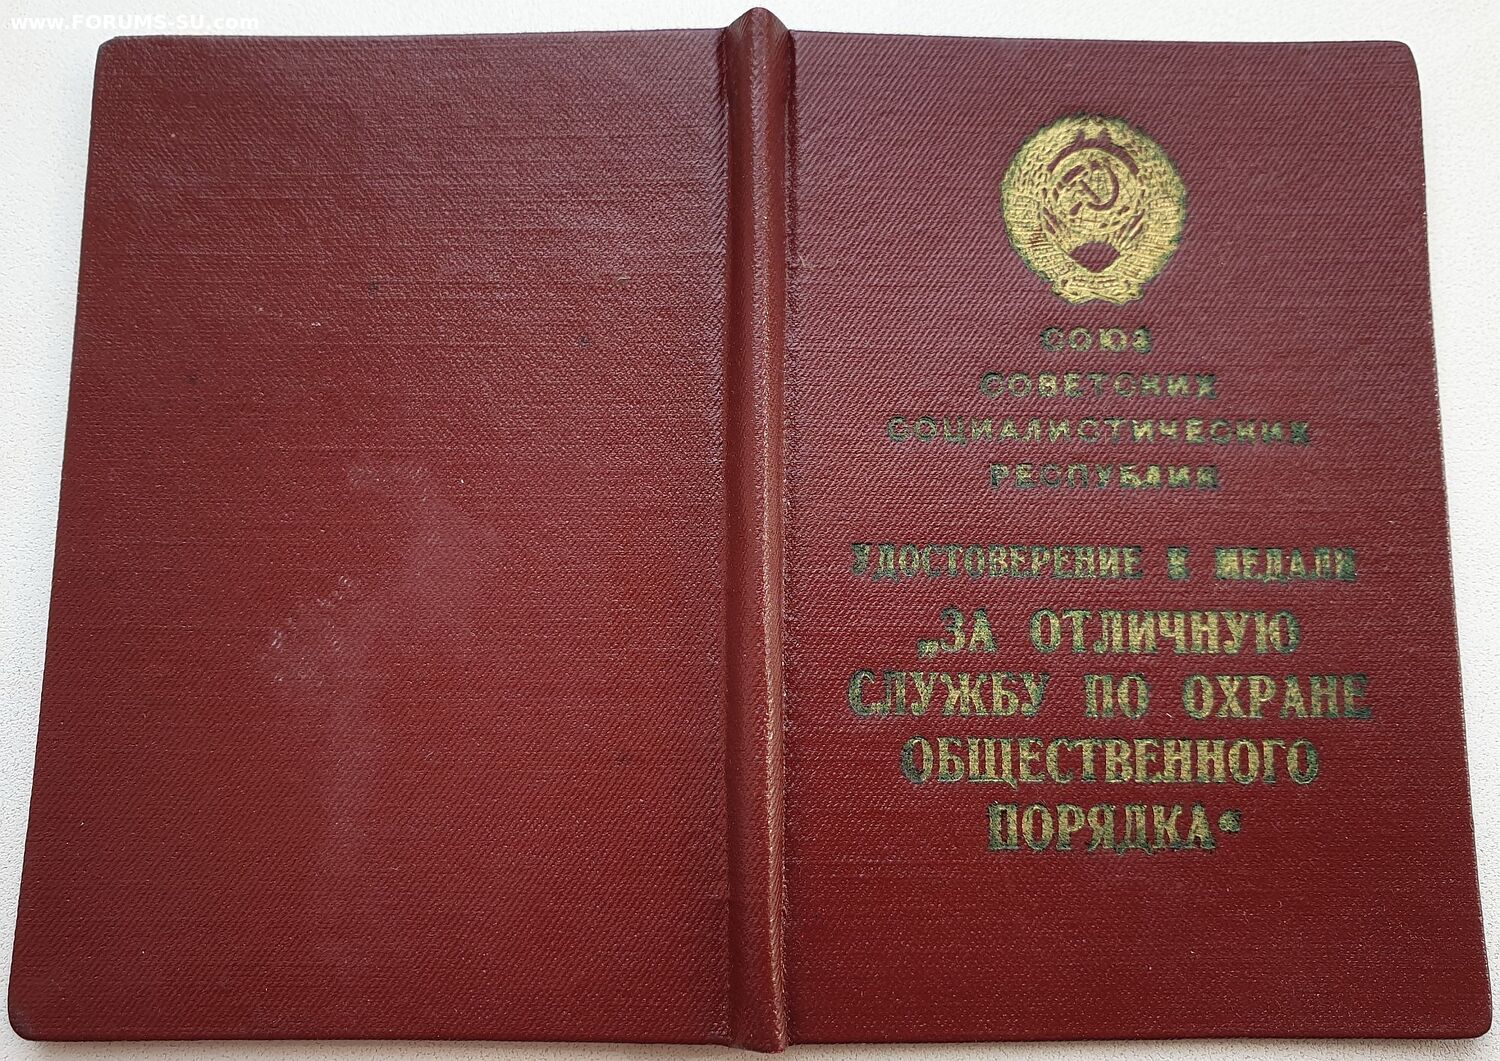 www.FORUMS-SU.com
СОЮЗ
СОВЕТСКИХ
СОЦИАЛИСТИЧЕСКИХ
РЕСПУБЛИК
УДОСТОВЕРЕНИЕ К МЕДАЛИ
„ЗА ОТЛИЧНУЮ
СЛУЖБУ ПО ОХРАНЕ
ОБЩЕСТВЕННОГО
ПОРЯДКА“